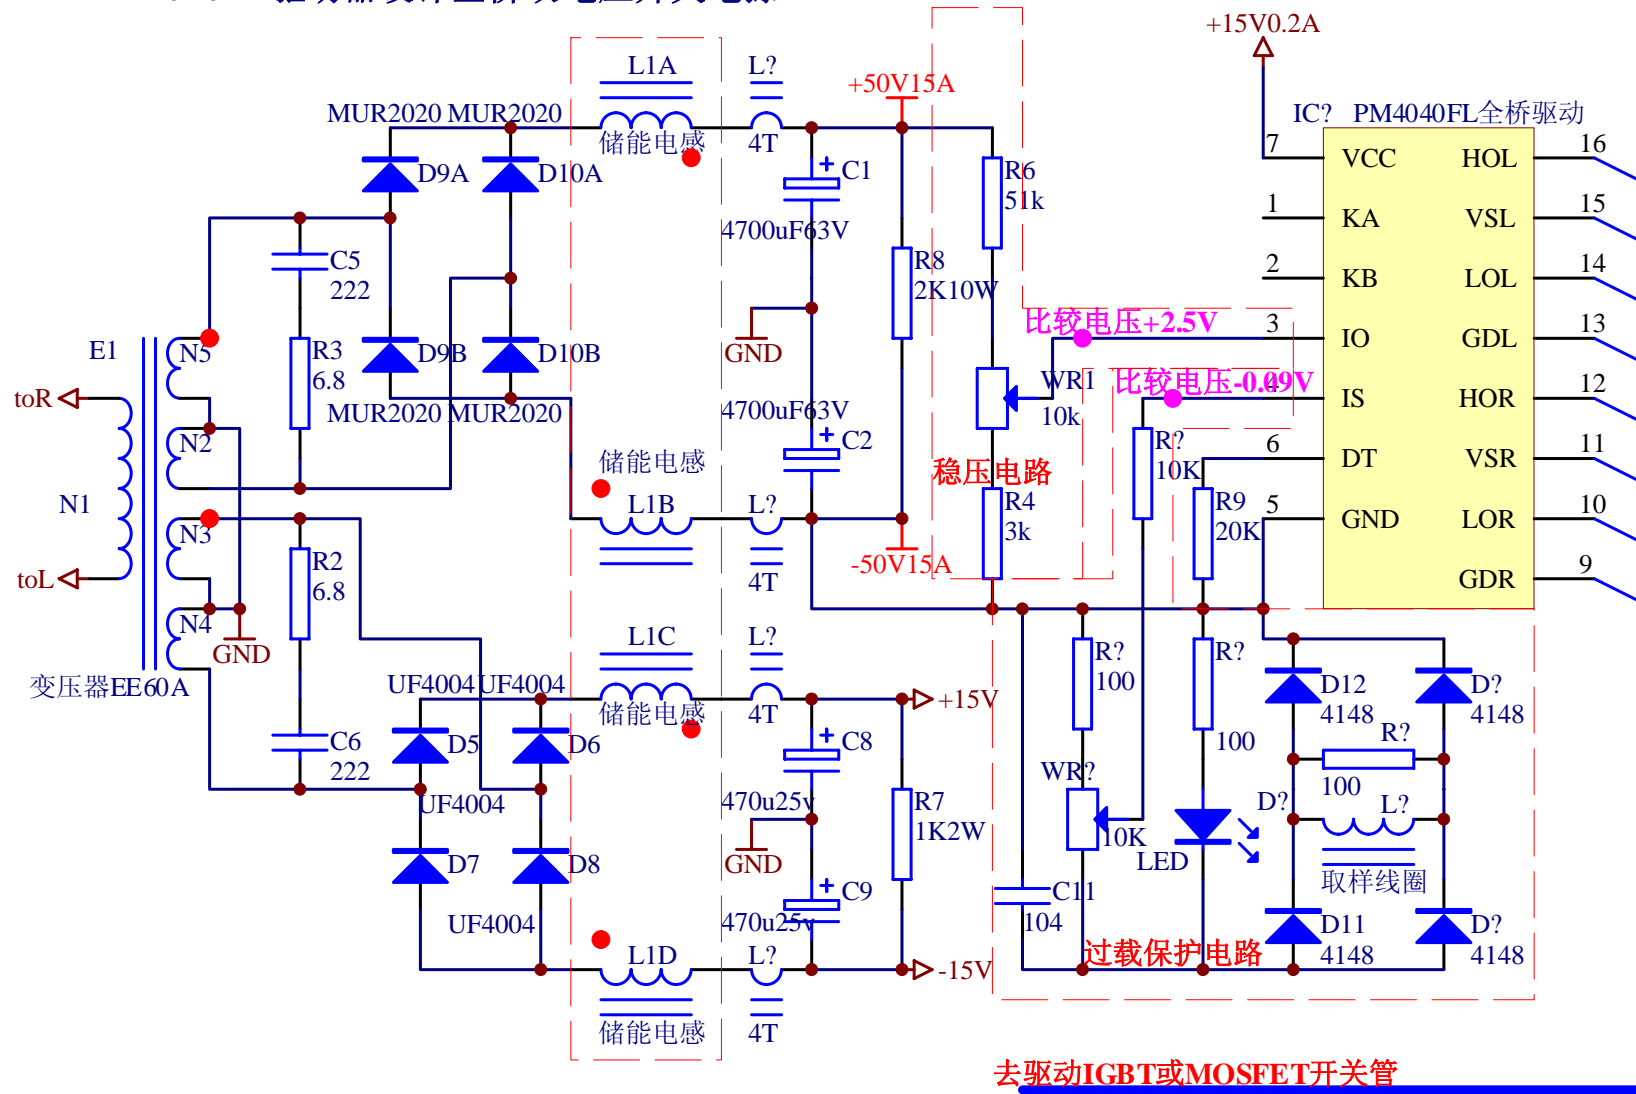 +15V0.2A
L1A
L?
+50V15A
MUR2020 MUR2020
IC? PM4040FL全桥驱动
储能电感
4T
7
VCC
HOL
16
D9A
D10A
C1
R6
51k
1
KA
VSL
15
4700uF63V
C5
222
R8
2K10W
2
KB
LOL
14
比较电压+2.5V
3
IO
GDL
13
E1
N5
R3
6.8
D9B
D10B
GND
WR1
10k
比较电压-0.09V
4
IS
HOR
12
toR
MUR2020 MUR2020
4700uF63V
N2
C2
R?
10K
6
DT
VSR
11
储能电感
稳压电路
N1
L1B
L?
R4
3k
R9
20K
5
GND
LOR
10
N3
R2
6.8
-50V15A
4T
toL
GDR
9
N4
GND
L1C
L?
R?
100
R?
变压器EE60A
UF4004 UF4004
储能电感
4T
+15V
D12
4148
D?
4148
C6
222
D5
D6
C8
100
R?
100
WR?
10K
UF4004
470u25v
R7
1K2W
D?
L?
LED
D7
D8
GND
C9
取样线圈
C11
104
UF4004
470u25v
D11
4148
D?
4148
过载保护电路
L1D
L?
-15V
储能电感
4T
去驱动IGBT或MOSFET开关管